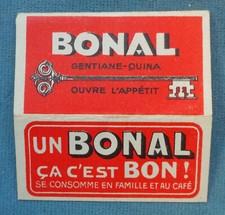 BONAL
GENTIANE-QUINA
OUVRE L'APPÉTIT
UN BONAL
ÇA C'EST BON!
SE CONSOMME EN FAMILLE ET AU CAFÉ